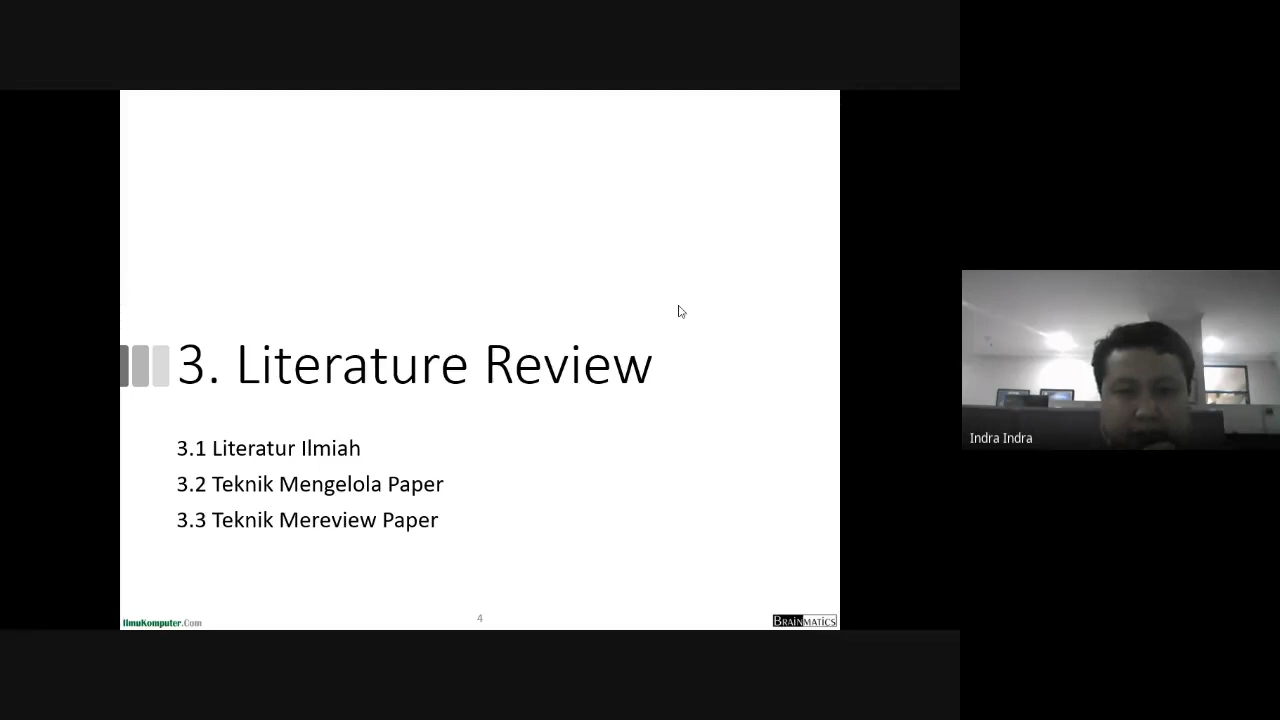 3. Literature Review
3.1 Literatur Ilmiah
3.2 Teknik Mengelola Paper
3.3 Teknik Mereview Paper
IlmuKomputer.Com
4
BRAINMATICS
Indra Indra